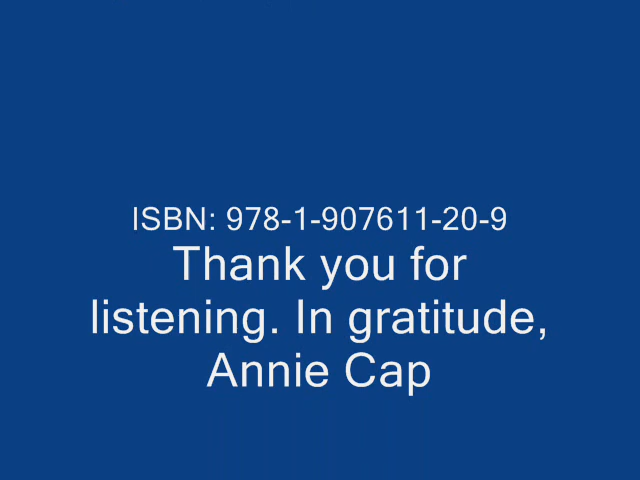 ISBN: 978-1-907611-20-9
Thank you for
listening. In gratitude,
Annie Cap